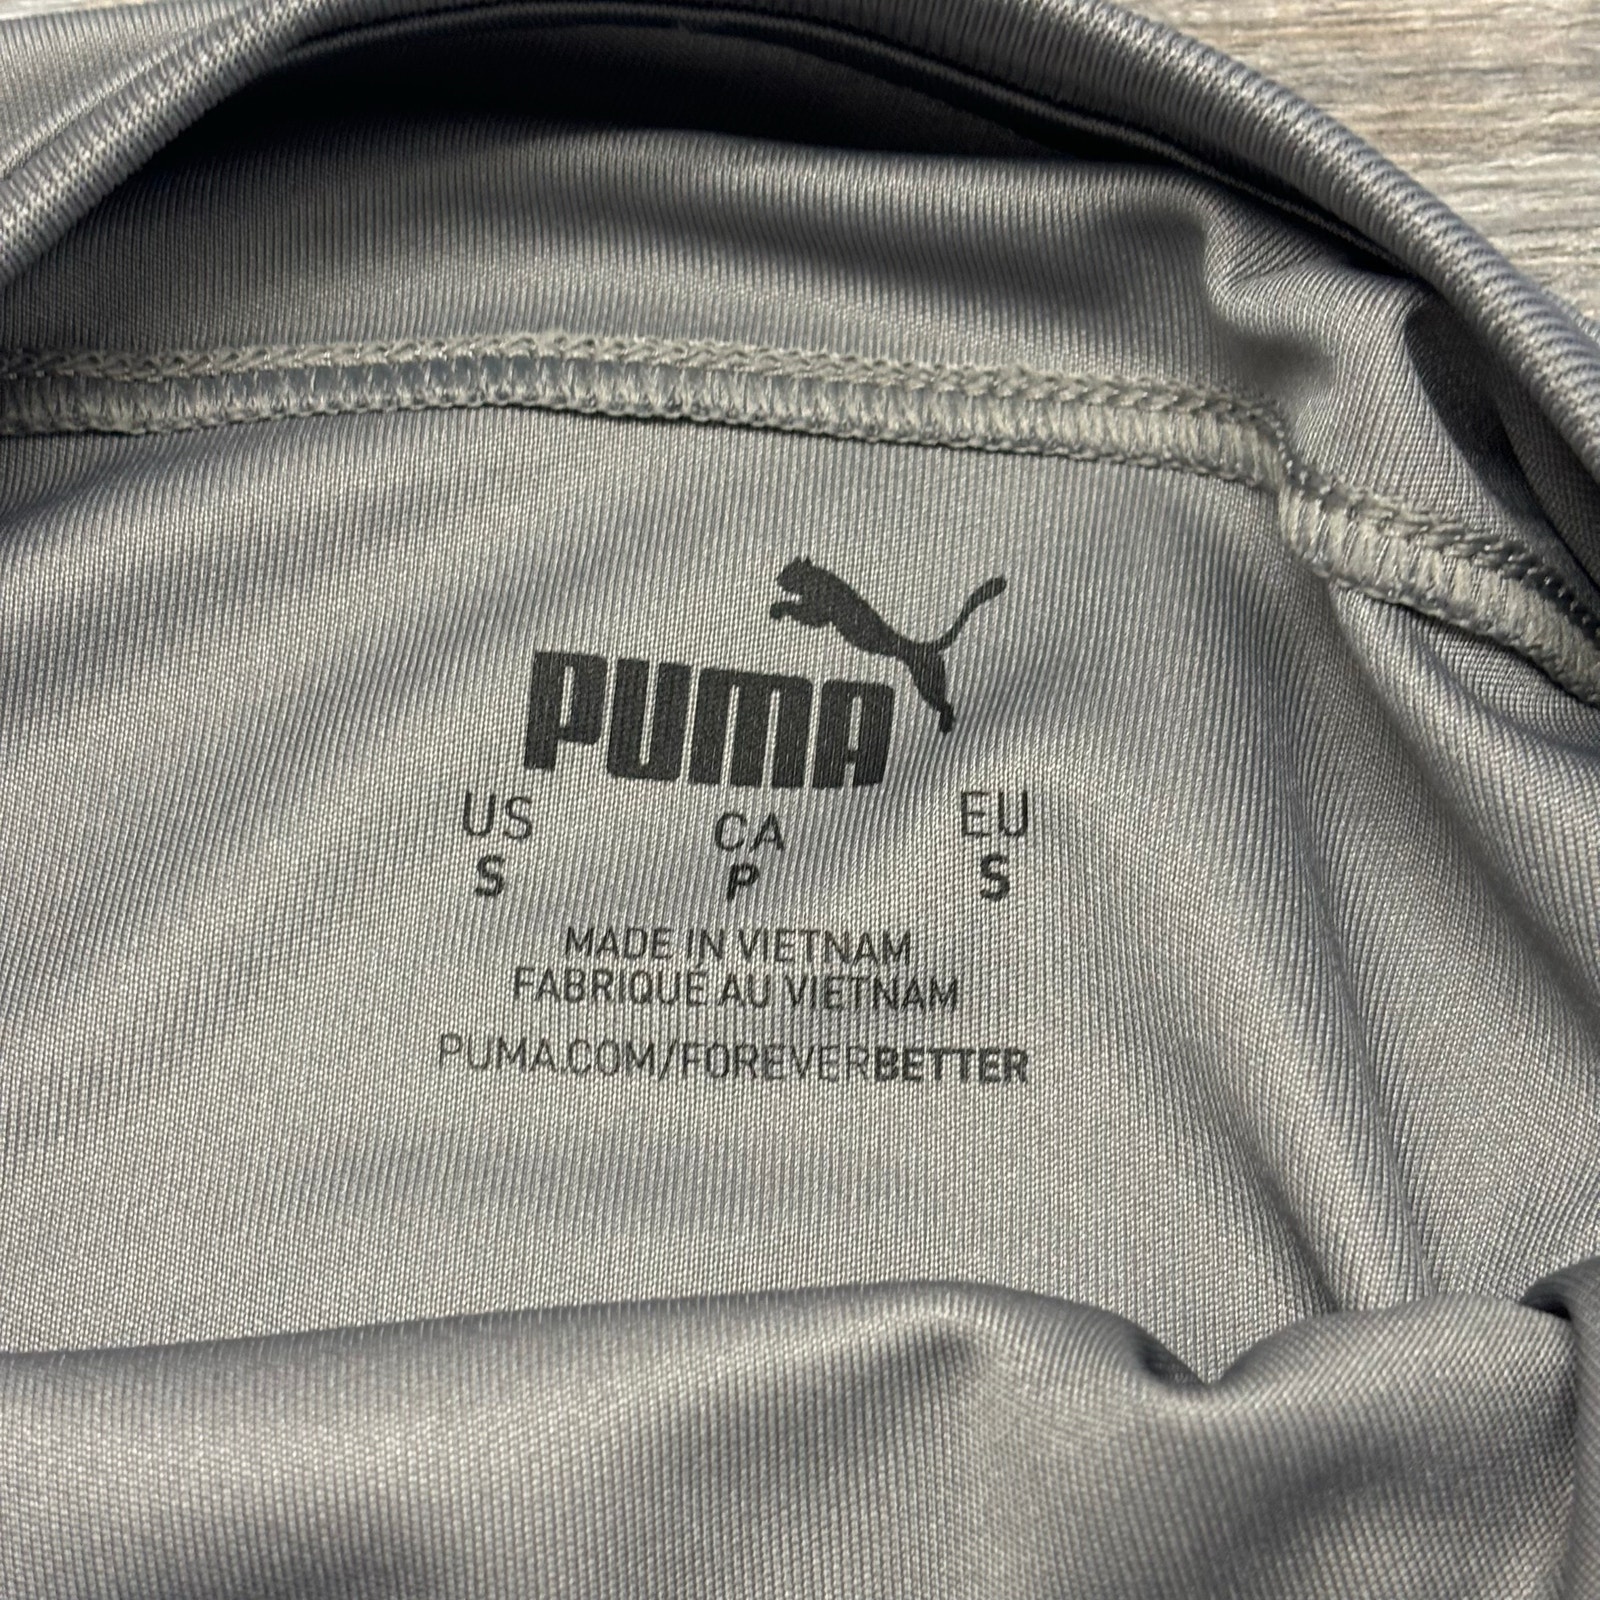 PUMA
US CA EU
S P S
MADE IN VIETNAM
FABRIQUE AU VIETNAM
PUMA.COM/FOREVERBETTER